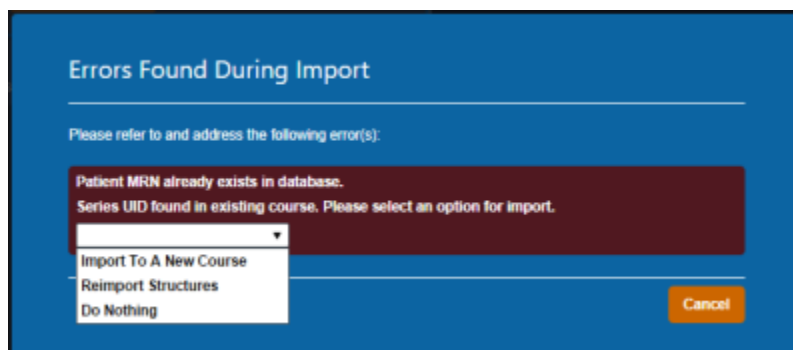 Errors Found During Import
Please refer to and address the following error(s):
Patient MRN already exists in database.
Series UID found in existing course. Please select an option for import.
Import To A New Course
Reimport Structures
Do Nothing
Cancel